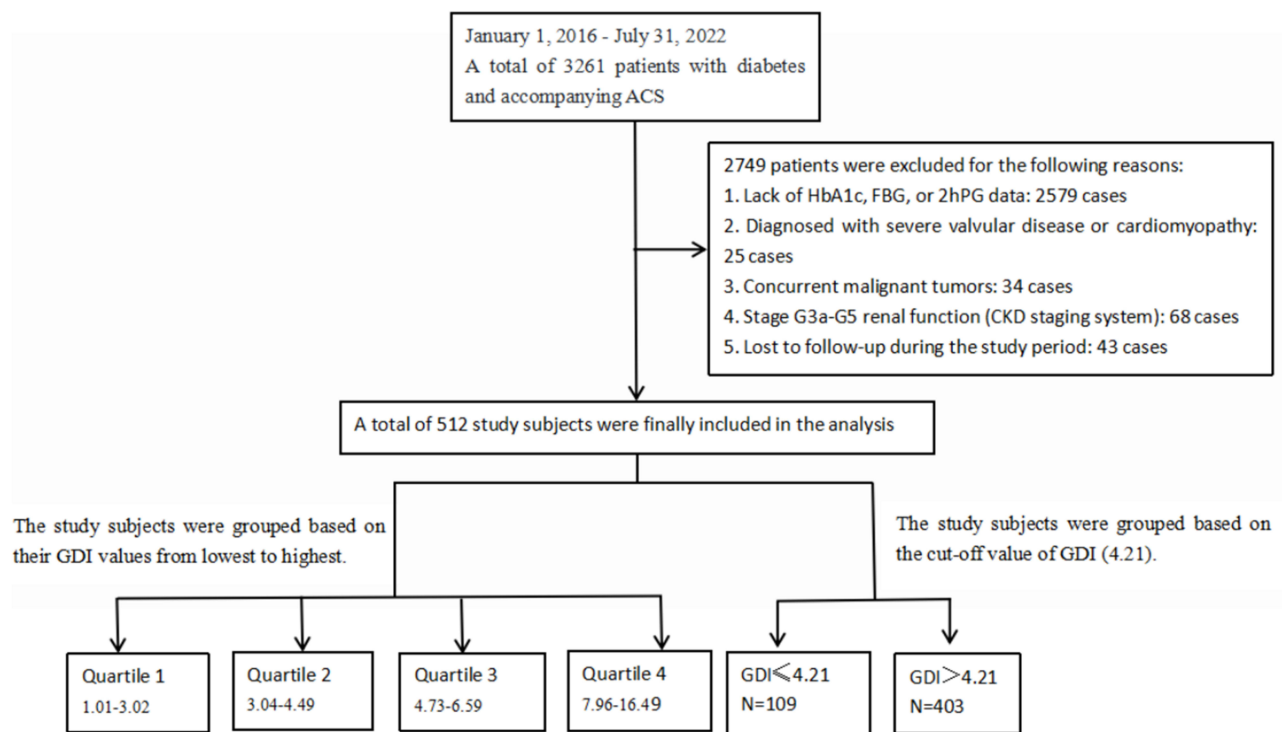 January 1, 2016 - July 31, 2022
A total of 3261 patients with diabetes
and accompanying ACS
2749 patients were excluded for the following reasons:
1. Lack of HbA1c, FBG, or 2hPG data: 2579 cases
2. Diagnosed with severe valvular disease or cardiomyopathy:
25 cases
3. Concurrent malignant tumors: 34 cases
4. Stage G3a-G5 renal function (CKD staging system): 68 cases
5. Lost to follow-up during the study period: 43 cases
A total of 512 study subjects were finally included in the analysis
The study subjects were grouped based on
their GDI values from lowest to highest.
The study subjects were grouped based on
the cut-off value of GDI (4.21).
Quartile 1
1.01-3.02
Quartile 2
3.04-4.49
Quartile 3
4.73-6.59
Quartile 4
7.96-16.49
GDI≤4.21
N=109
GDI>4.21
N=403